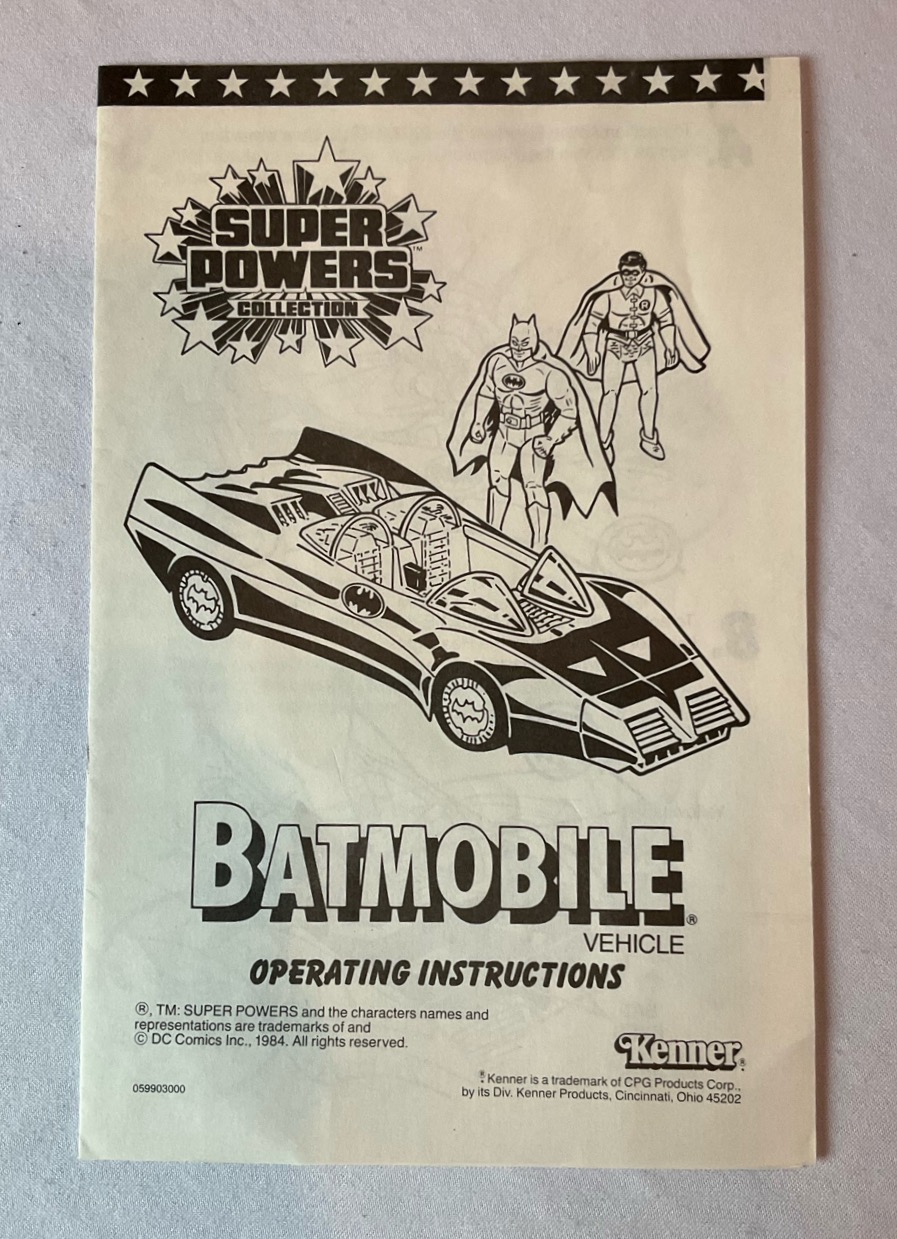 SUPER
POWERS™
COLLECTION
R
BATMOBILE®
VEHICLE
OPERATING INSTRUCTIONS
®, TM: SUPER POWERS and the characters names and
representations are trademarks of and
© DC Comics Inc., 1984. All rights reserved.
Kenner®
® Kenner is a trademark of CPG Products Corp.,
by its Div. Kenner Products, Cincinnati, Ohio 45202
059903000